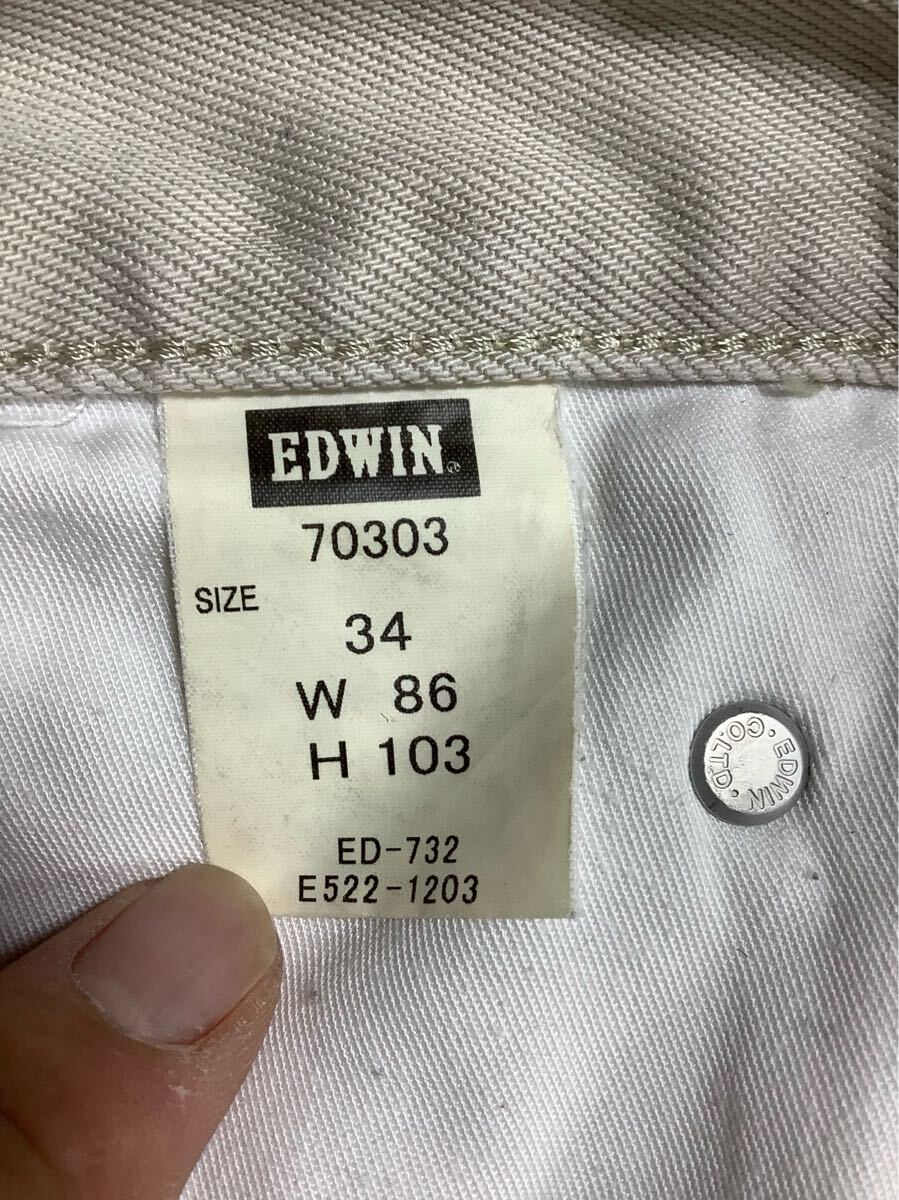 EDWIN
70303
SIZE
34
W 86
H 103
ED-732
E522-1203
EDWIN
CO.LTD.